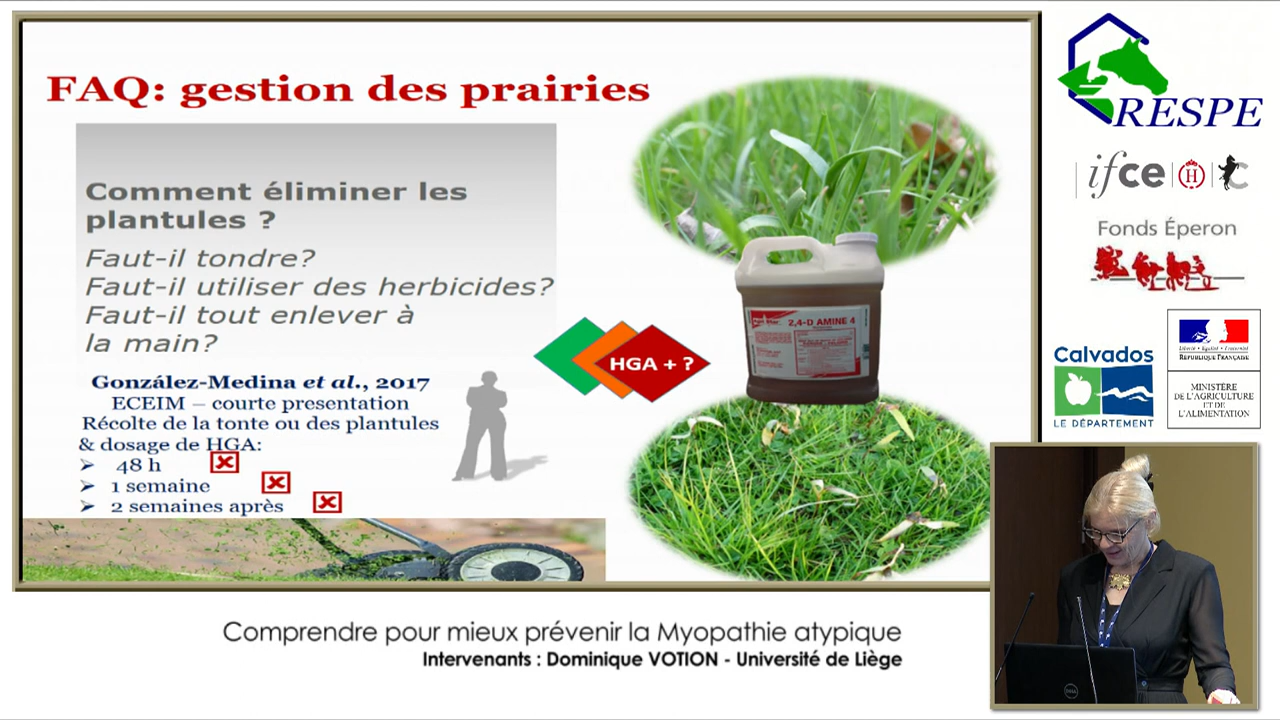 FAQ: gestion des prairies
Comment éliminer les
plantules ?
Faut-il tondre?
Faut-il utiliser des herbicides?
Faut-il tout enlever à
la main?
González-Medina et al., 2017
ECEIM – courte presentation
Récolte de la tonte ou des plantules
& dosage de HGA:
48 h
1 semaine
2 semaines après
HGA + ?
2,4-D AMINE 4
RESPE
ifce
H
Fonds Éperon
Calvados
LE DÉPARTEMENT
Liberté • Égalité • Fraternité
RÉPUBLIQUE FRANÇAISE
MINISTÈRE
DE L'AGRICULTURE
ET DE
L'ALIMENTATION
DELL
Comprendre pour mieux prévenir la Myopathie atypique
Intervenants : Dominique VOTION - Université de Liège